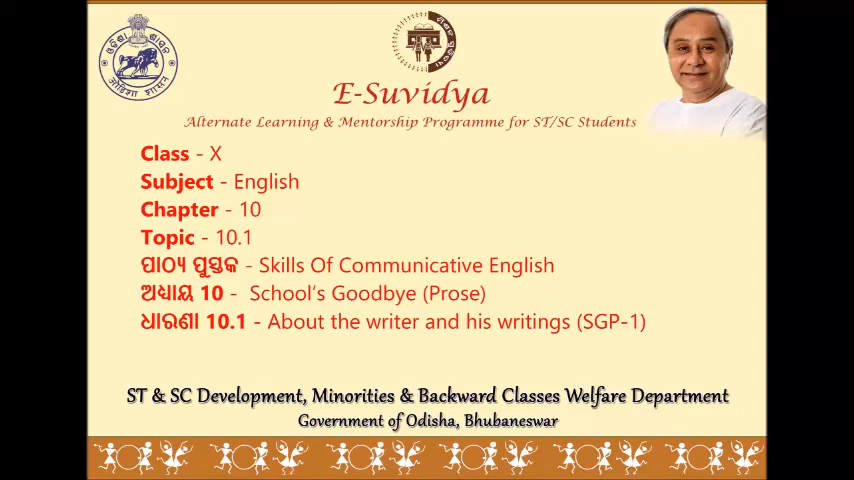 E-Suvidya
Alternate Learning & Mentorship Programme for ST/SC Students
Class - X
Subject - English
Chapter - 10
Topic - 10.1
ପାଠ୍ୟ ପୁସ୍ତକ - Skills Of Communicative English
ଅଧ୍ୟାୟ 10 - School's Goodbye (Prose)
ଧାରଣା 10.1 - About the writer and his writings (SGP-1)
ST & SC Development, Minorities & Backward Classes Welfare Department
Government of Odisha, Bhubaneswar